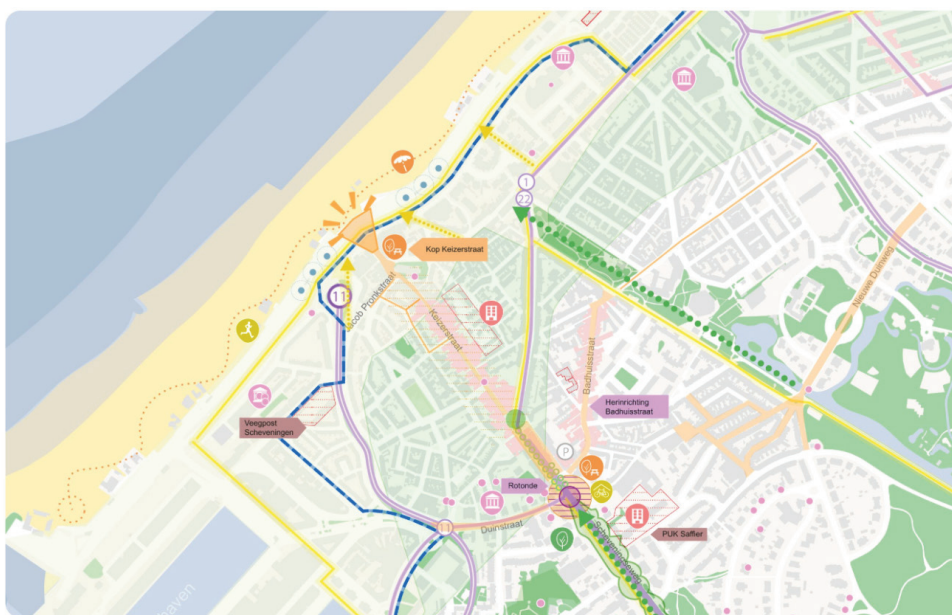 1
22
Kop Keizerstraat
11
Jacob Pronkstraat
Keizerstraat
Nieuwe Duinweg
Badhuisstraat
Herinrichting
Badhuisstraat
Veegpost
Scheveningen
P
Rotonde
11
Duinstraat
PUK Saffier
haven